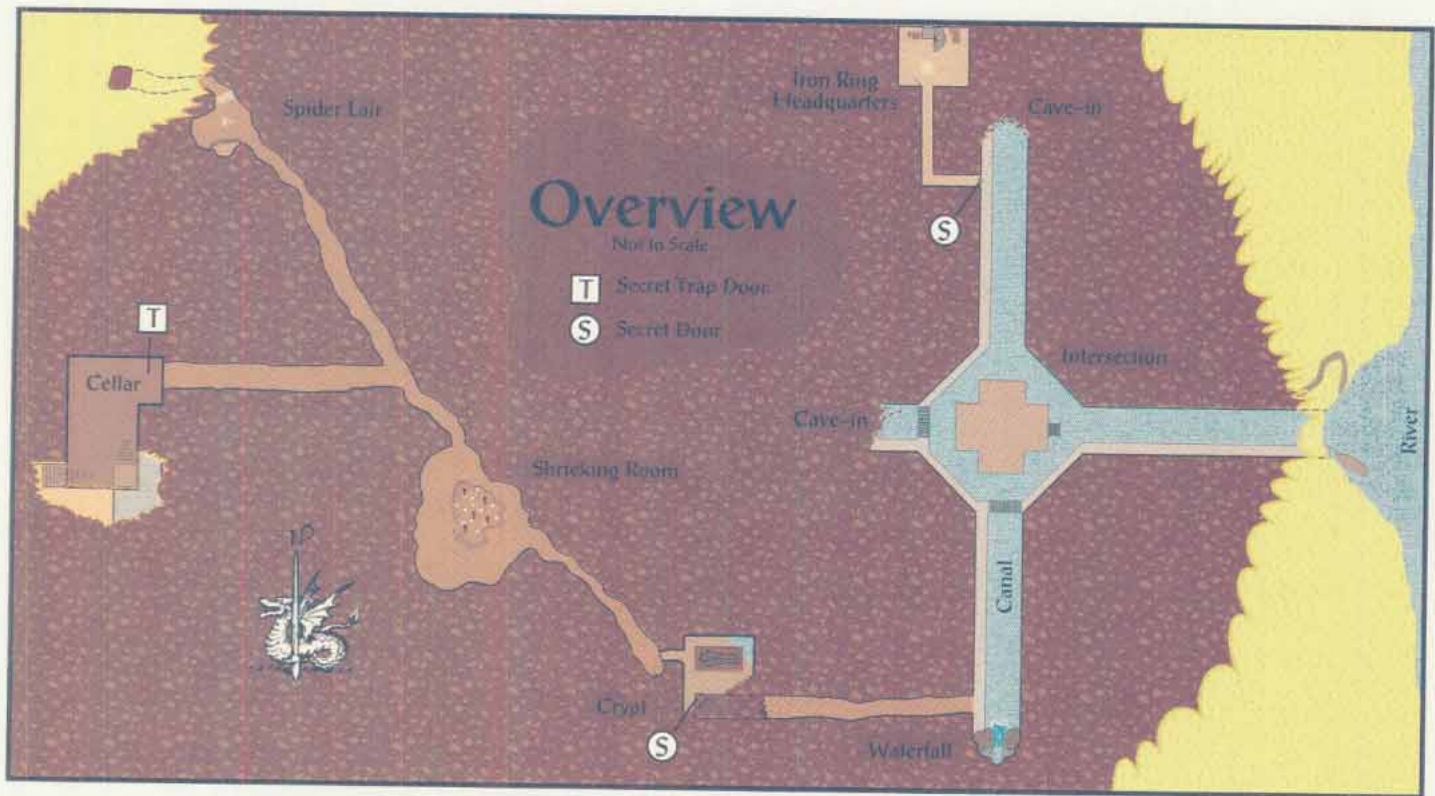 Iron Ring
Headquarters
Cave-in
Spider Lair
Overview
Not to Scale
T Secret Trap Door
S Secret Door
S
T
Cellar
Intersection
Cave-in
River
Shrieking Room
N
Canal
Crypt
S
Waterfall